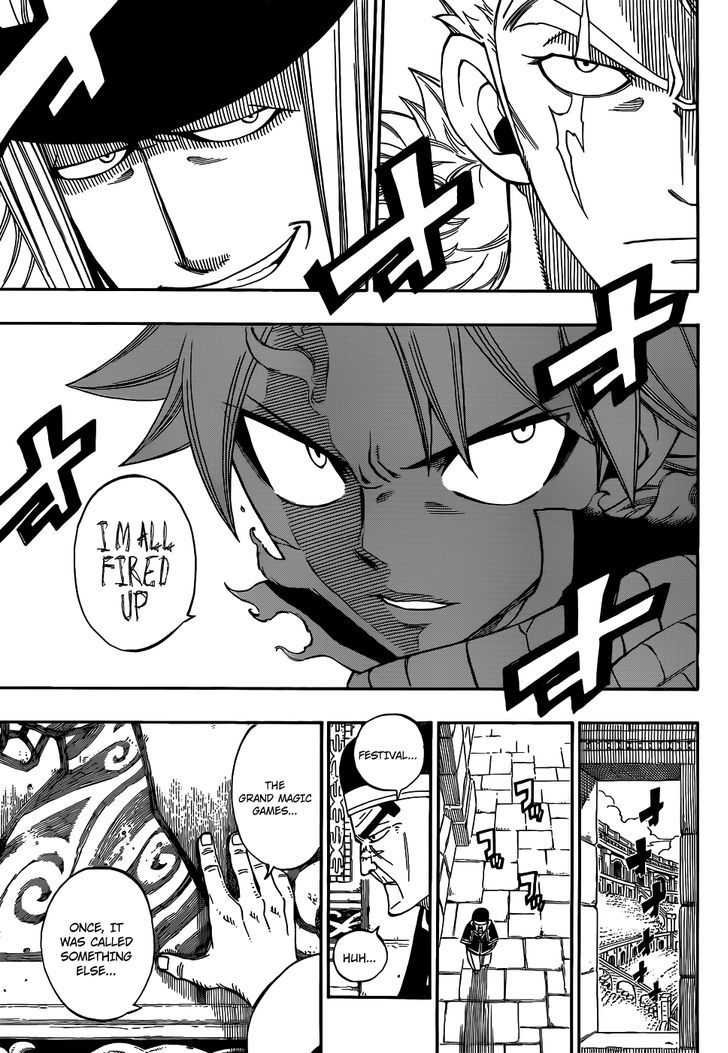 I M ALL
FIRED
UP
FESTIVAL...
HUH...
THE
GRAND MAGIC
GAMES...
ONCE, IT
WAS CALLED
SOMETHING
ELSE...